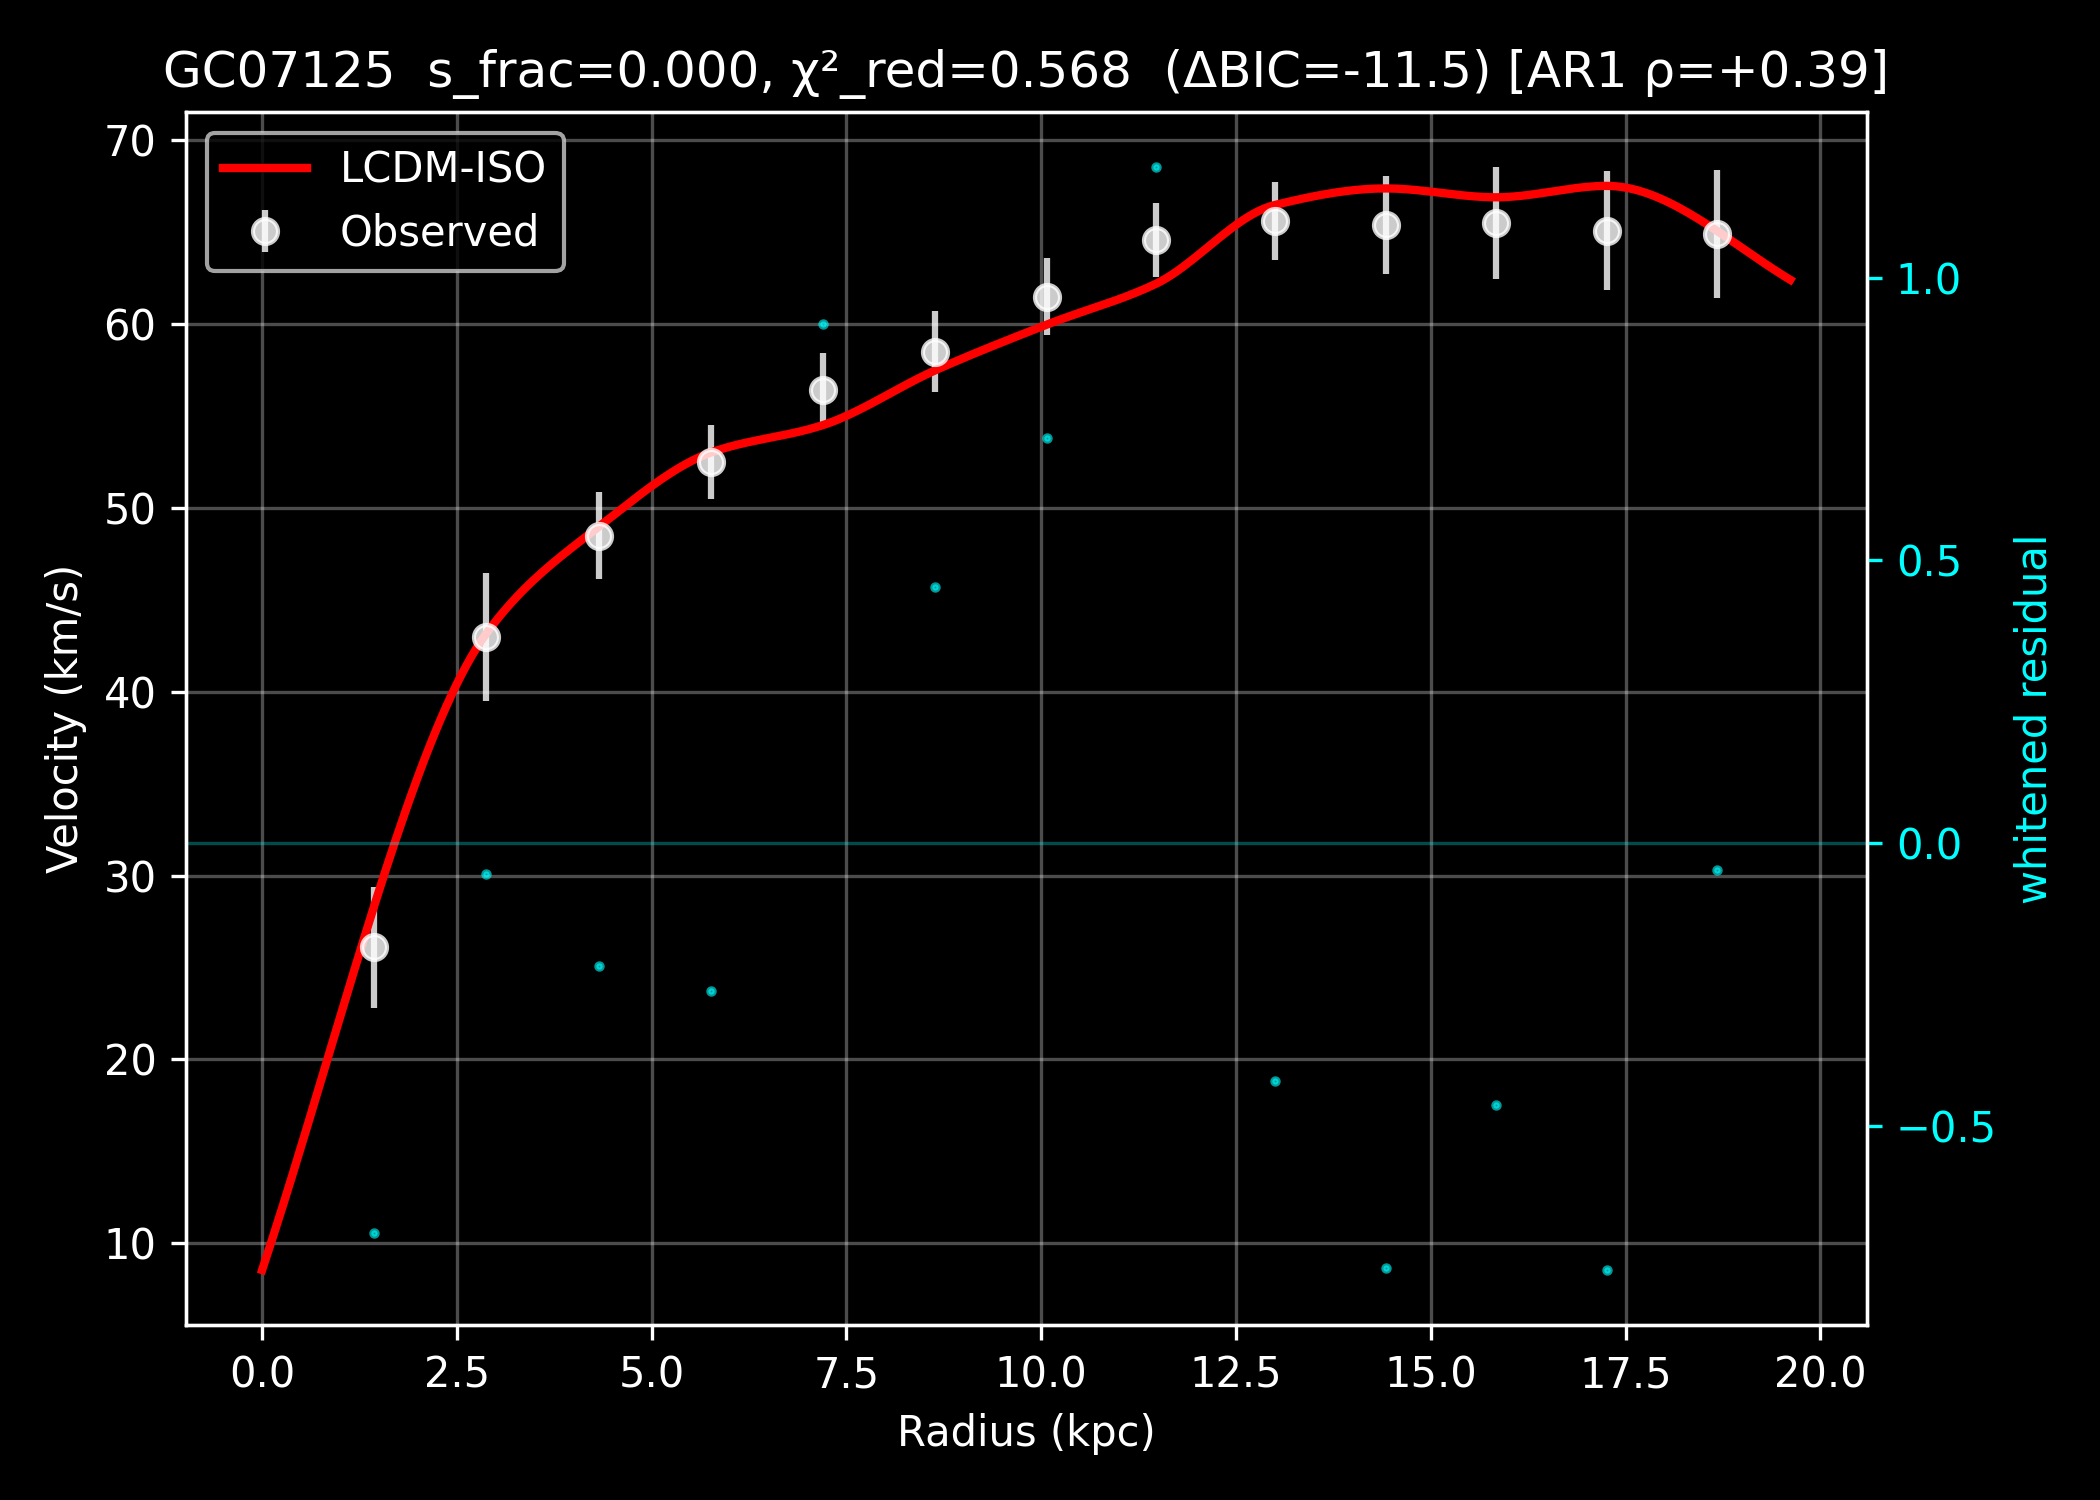 GC07125  s_frac=0.000, χ²_red=0.568  (ΔBIC=-11.5) [AR1 ρ=+0.39]
LCDM-ISO
Observed
70
60
50
40
30
20
10
Velocity (km/s)
1.0
0.5
0.0
−0.5
whitened residual
0.0 2.5 5.0 7.5 10.0 12.5 15.0 17.5 20.0
Radius (kpc)